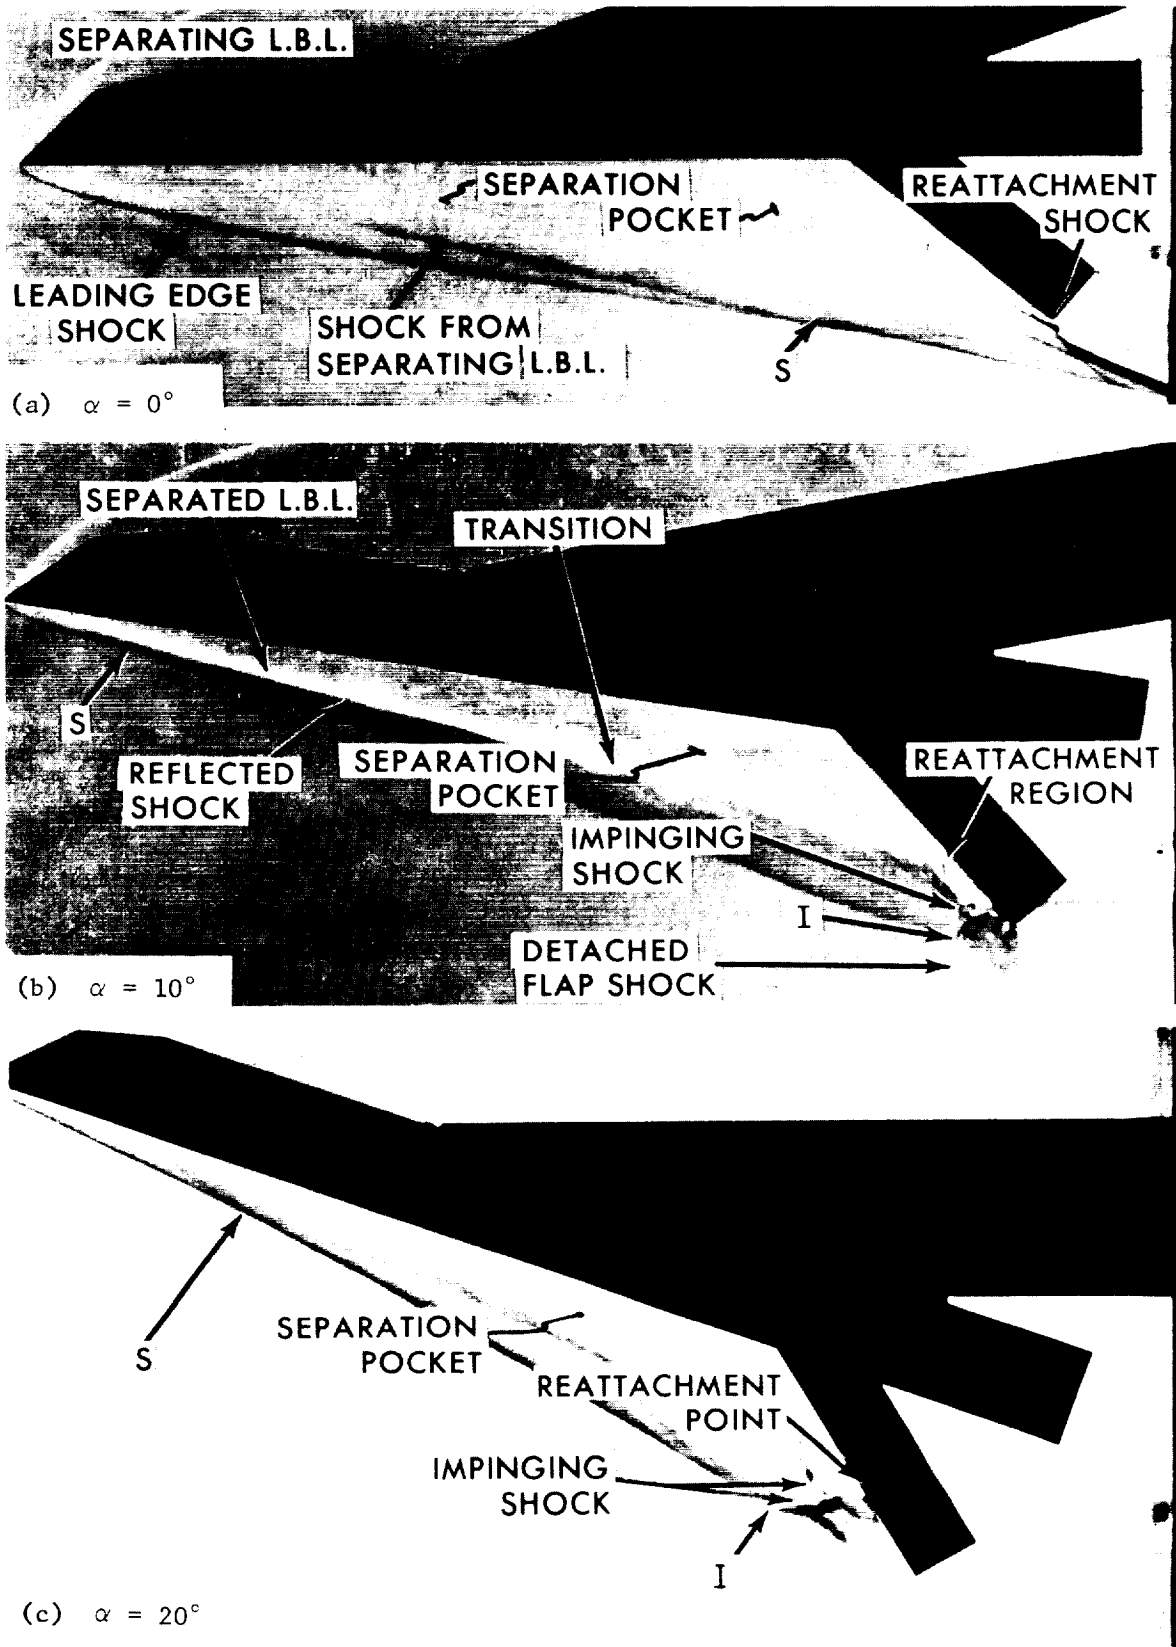 SEPARATING L.B.L.
SEPARATION
POCKET
REATTACHMENT
SHOCK
LEADING EDGE
SHOCK
SHOCK FROM
SEPARATING L.B.L.
S
(a) α = 0°
SEPARATED L.B.L.
TRANSITION
S
REFLECTED
SHOCK
SEPARATION
POCKET
REATTACHMENT
REGION
IMPINGING
SHOCK
I
DETACHED
FLAP SHOCK
(b) α = 10°
S
SEPARATION
POCKET
REATTACHMENT
POINT
IMPINGING
SHOCK
I
(c) α = 20°